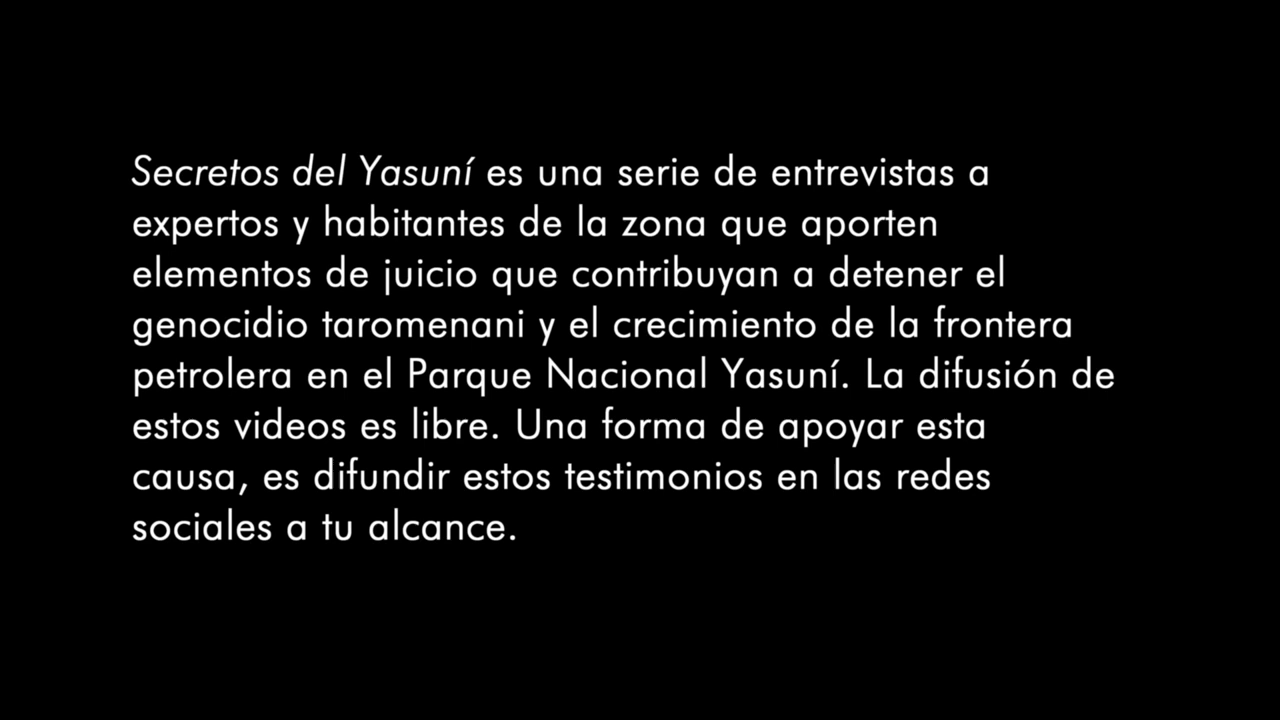 Secretos del Yasuní es una serie de entrevistas a
expertos y habitantes de la zona que aporten
elementos de juicio que contribuyan a detener el
genocidio taromenani y el crecimiento de la frontera
petrolera en el Parque Nacional Yasuní. La difusión de
estos videos es libre. Una forma de apoyar esta
causa, es difundir estos testimonios en las redes
sociales a tu alcance.